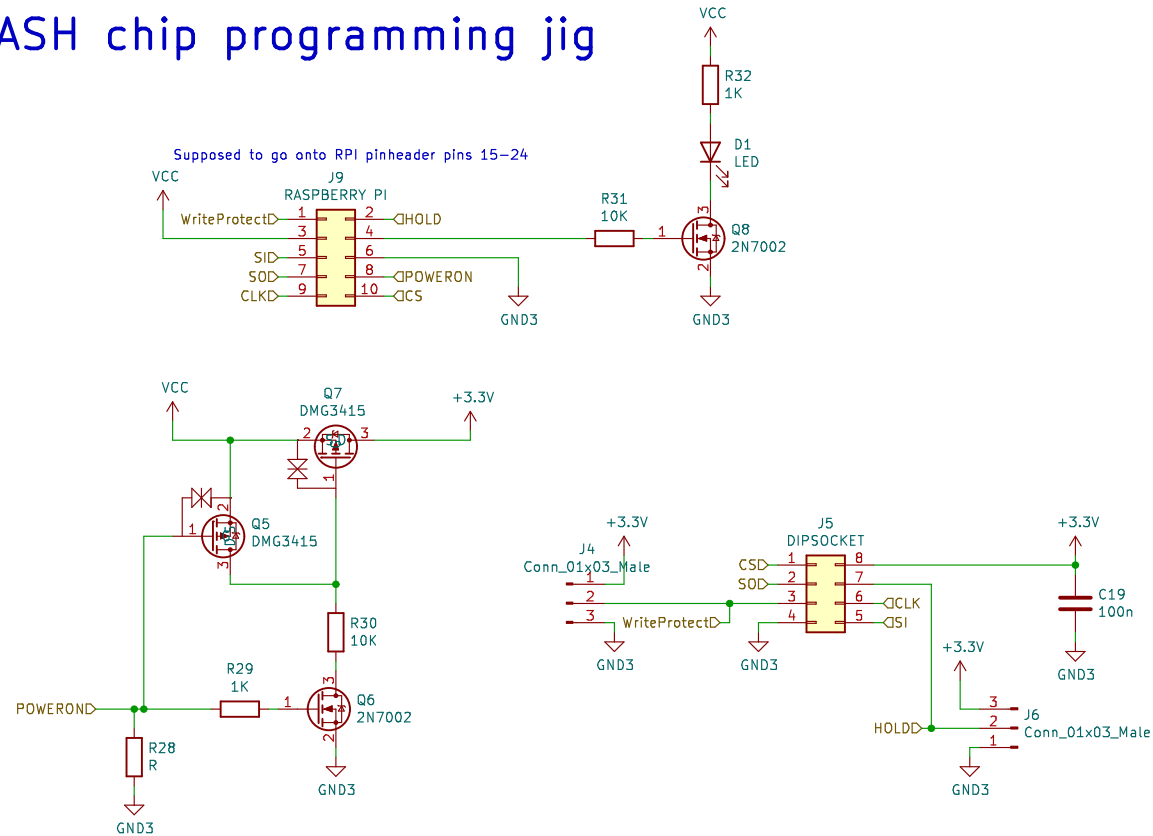 ASH chip programming jig
VCC
R32
1K
D1
LED
Supposed to go onto RPI pinheader pins 15-24
VCC
J9
RASPBERRY PI
WriteProtect 1 2 HOLD
3 4
SI 5 6
SO 7 8 POWERON
CLK 9 10 CS
R31
10K
1
3
2
Q8
2N7002
GND3
GND3
VCC
Q7
DMG3415
+3.3V
2
3
1
S D
1
2
3
Q5
DMG3415
R30
10K
R29
1K
POWERON
1
3
2
Q6
2N7002
R28
R
GND3
GND3
+3.3V
J4
Conn_01x03_Male
1
2
3
WriteProtect
GND3
J5
DIPSOCKET
CS 1 8
SO 2 7
3 6 CLK
4 5 SI
GND3
+3.3V
C19
100n
GND3
+3.3V
HOLD
3
2
1
J6
Conn_01x03_Male
GND3